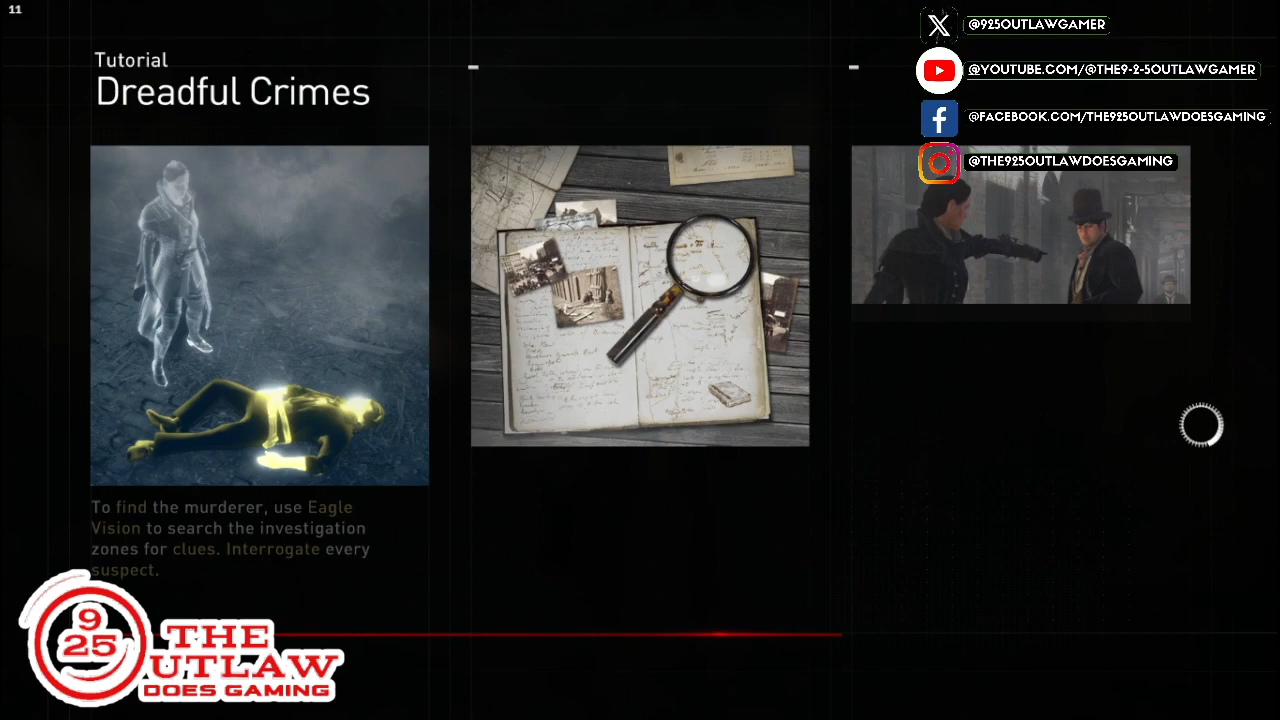 11
@925OUTLAWGAMER
Tutorial
@YOUTUBE.COM/@THE9-2-5OUTLAWGAMER
Dreadful Crimes
@FACEBOOK.COM/THE925OUTLAWDOESGAMING
@THE925OUTLAWDOESGAMING
To find the murderer, use Eagle
Vision to search the investigation
zones for clues. Interrogate every
suspect.
9
25
THE
OUTLAW
DOES GAMING